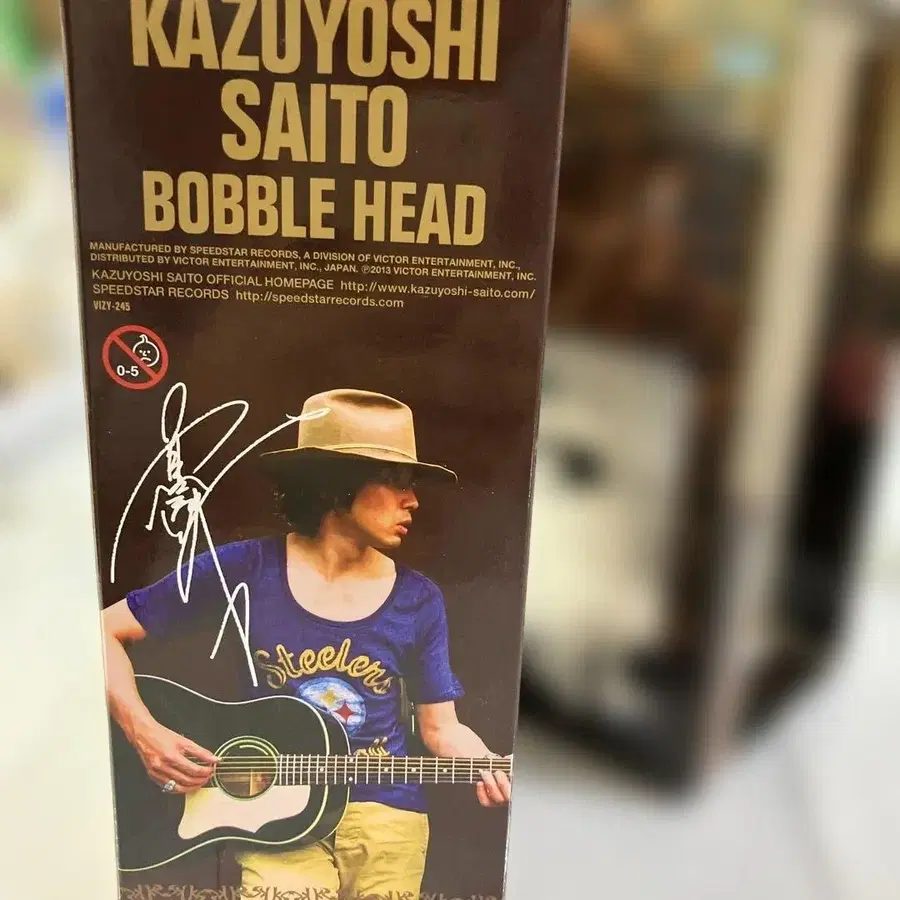 KAZUYOSHI
SAITO
BOBBLE HEAD
MANUFACTURED BY SPEEDSTAR RECORDS, A DIVISION OF VICTOR ENTERTAINMENT, INC.,
DISTRIBUTED BY VICTOR ENTERTAINMENT, INC., JAPAN. ℗2013 VICTOR ENTERTAINMENT, INC.
KAZUYOSHI SAITO OFFICIAL HOMEPAGE http://www.kazuyoshi-saito.com/
SPEEDSTAR RECORDS http://speedstarrecords.com
VIZY-245
0-5
Steelers